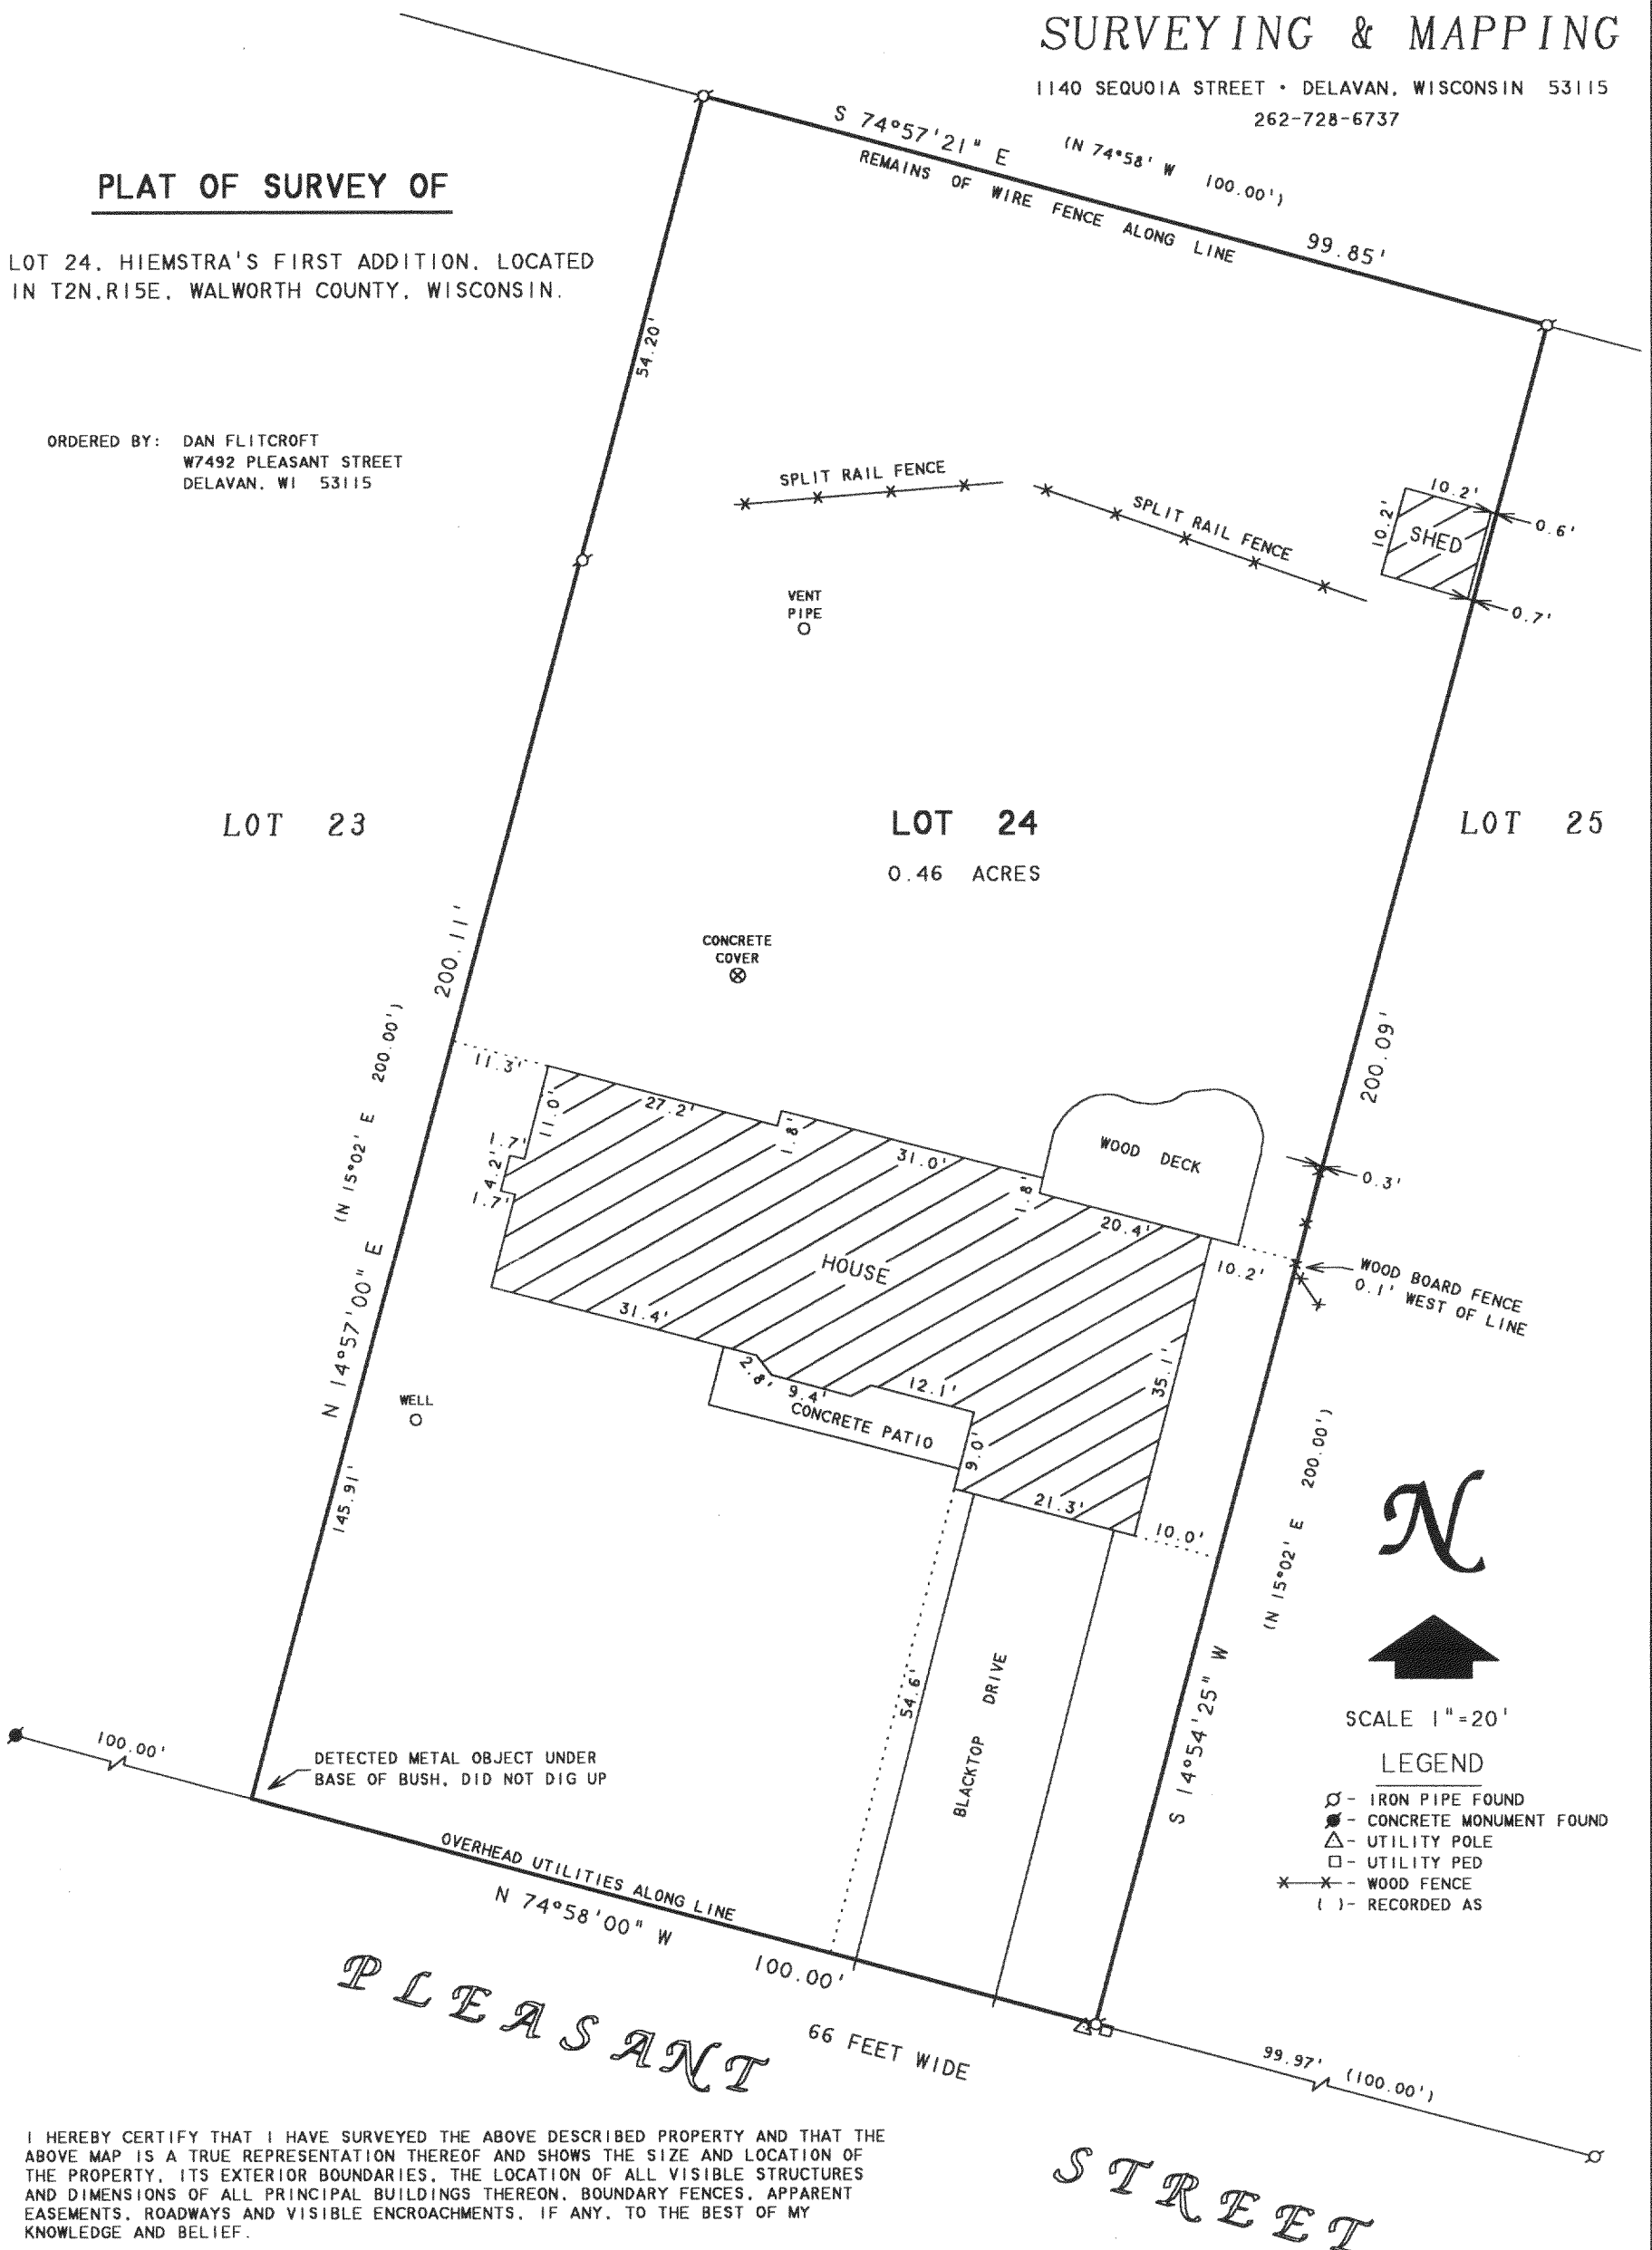 SURVEYING & MAPPING
1140 SEQUOIA STREET • DELAVAN, WISCONSIN 53115
262-728-6737
PLAT OF SURVEY OF
LOT 24, HIEMSTRA'S FIRST ADDITION, LOCATED
IN T2N,R15E, WALWORTH COUNTY, WISCONSIN.
ORDERED BY: DAN FLITCROFT
W7492 PLEASANT STREET
DELAVAN, WI 53115
S 74°57'21" E
(N 74°58' W 100.00')
REMAINS OF WIRE FENCE ALONG LINE
99.85'
54.20'
SPLIT RAIL FENCE
SPLIT RAIL FENCE
10.2'
10.2'
SHED
0.6'
0.7'
VENT
PIPE
LOT 23
LOT 24
0.46 ACRES
LOT 25
CONCRETE
COVER
200.11'
(N 15°02' E 200.00')
N 14°57'00" E
145.91'
200.09'
11.3'
11.0'
27.2'
1.8'
31.0'
1.8'
WOOD DECK
0.3'
1.7'
4.2'
1.7'
20.4'
10.2'
HOUSE
WOOD BOARD FENCE
0.1' WEST OF LINE
31.4'
2.8'
9.4'
12.1'
CONCRETE PATIO
9.0'
35.1'
WELL
21.3'
10.0'
(N 15°02' E 200.00')
S 14°54'25" W
54.6'
BLACKTOP DRIVE
N
SCALE 1"=20'
LEGEND
- IRON PIPE FOUND
- CONCRETE MONUMENT FOUND
- UTILITY POLE
- UTILITY PED
- WOOD FENCE
( )- RECORDED AS
100.00'
DETECTED METAL OBJECT UNDER
BASE OF BUSH, DID NOT DIG UP
OVERHEAD UTILITIES ALONG LINE
N 74°58'00" W
100.00'
PLEASANT
66 FEET WIDE
99.97' (100.00')
STREET
I HEREBY CERTIFY THAT I HAVE SURVEYED THE ABOVE DESCRIBED PROPERTY AND THAT THE
ABOVE MAP IS A TRUE REPRESENTATION THEREOF AND SHOWS THE SIZE AND LOCATION OF
THE PROPERTY, ITS EXTERIOR BOUNDARIES, THE LOCATION OF ALL VISIBLE STRUCTURES
AND DIMENSIONS OF ALL PRINCIPAL BUILDINGS THEREON, BOUNDARY FENCES, APPARENT
EASEMENTS, ROADWAYS AND VISIBLE ENCROACHMENTS, IF ANY, TO THE BEST OF MY
KNOWLEDGE AND BELIEF.